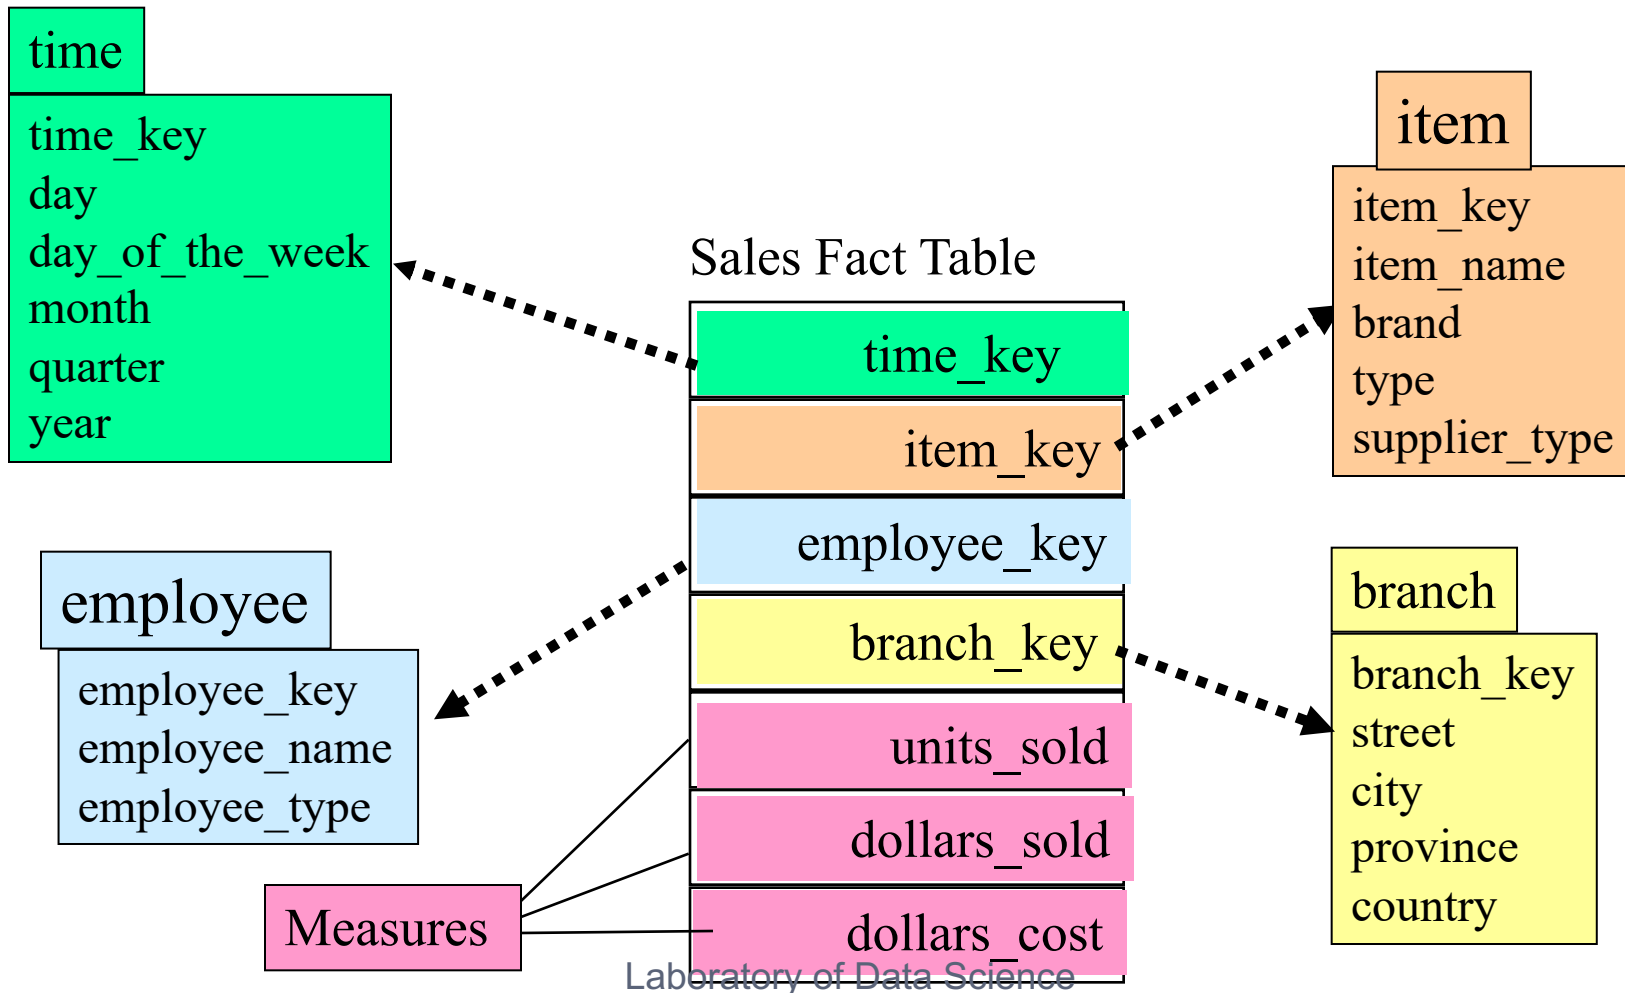 time
time_key
day
day_of_the_week
month
quarter
year
employee
employee_key
employee_name
employee_type
Measures
Sales Fact Table
time_key
item_key
employee_key
branch_key
units_sold
dollars_sold
dollars_cost
item
item_key
item_name
brand
type
supplier_type
branch
branch_key
street
city
province
country
Laboratory of Data Science